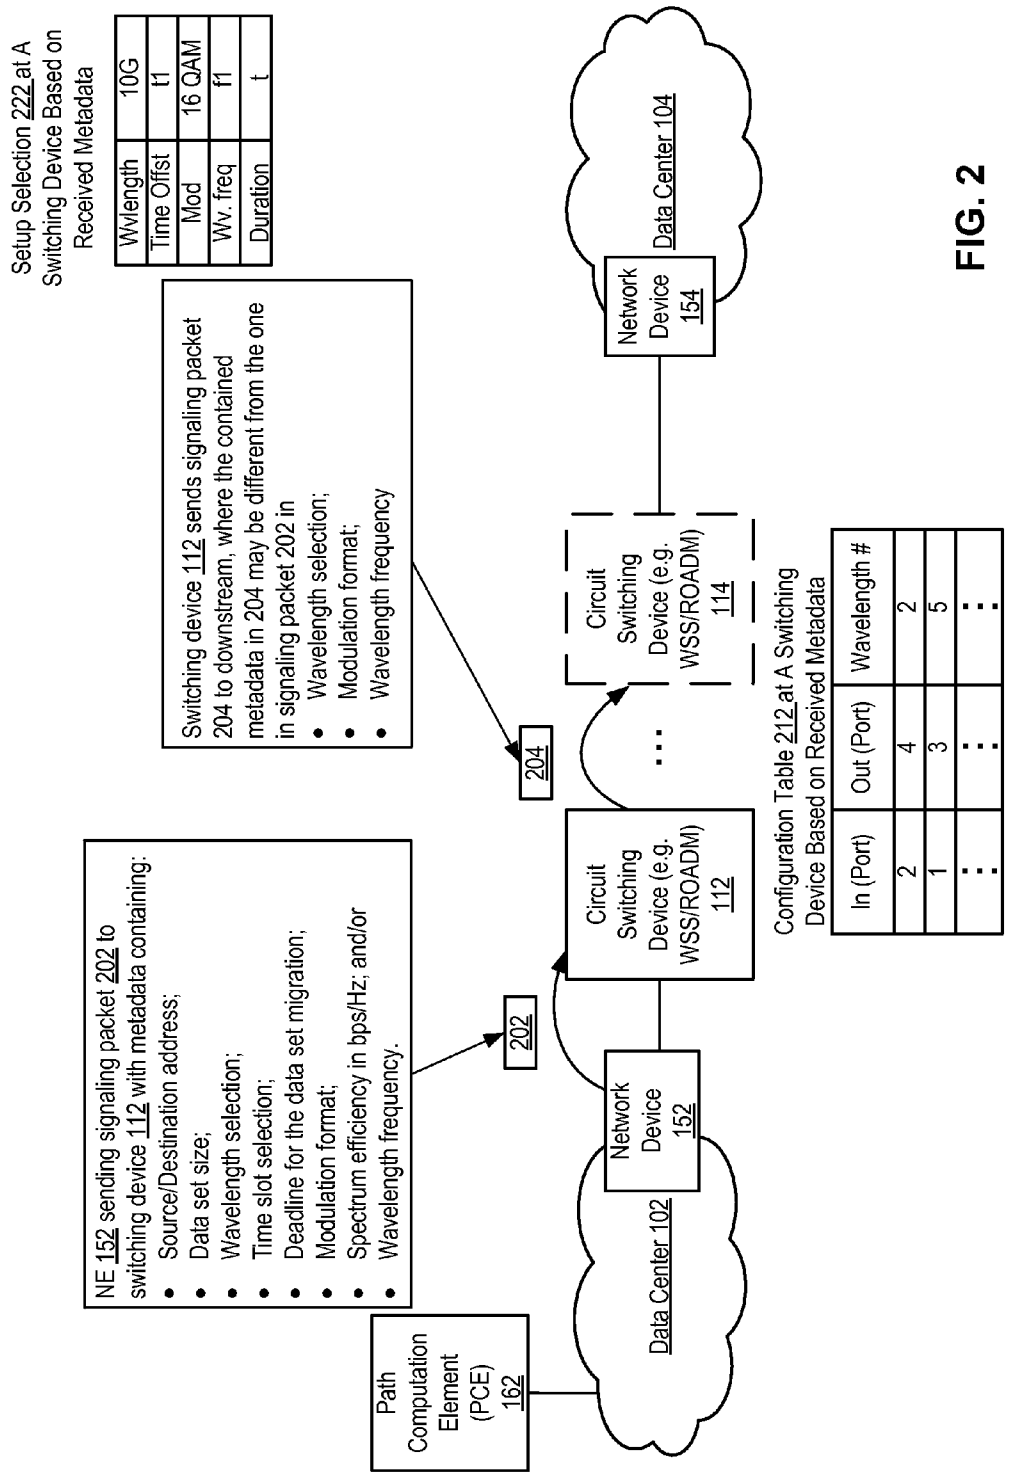 NE 152 sending signaling packet 202 to
switching device 112 with metadata containing:
• Source/Destination address;
• Data set size;
• Wavelength selection;
• Time slot selection;
• Deadline for the data set migration;
• Modulation format;
• Spectrum efficiency in bps/Hz; and/or
• Wavelength frequency.
Switching device 112 sends signaling packet
204 to downstream, where the contained
metadata in 204 may be different from the one
in signaling packet 202 in
• Wavelength selection;
• Modulation format;
• Wavelength frequency
Setup Selection 222 at A
Switching Device Based on
Received Metadata
Wvlength 10G
Time Offst t1
Mod 16 QAM
Wv. freq f1
Duration t
Path
Computation
Element
(PCE)
162
202
204
Data Center 102
Network
Device
152
Circuit
Switching
Device (e.g.
WSS/ROADM)
112
...
Circuit
Switching
Device (e.g.
WSS/ROADM)
114
Network
Device
154
Data Center 104
Configuration Table 212 at A Switching
Device Based on Received Metadata
In (Port) Out (Port) Wavelength #
2 4 2
1 3 5
... ... ...
FIG. 2